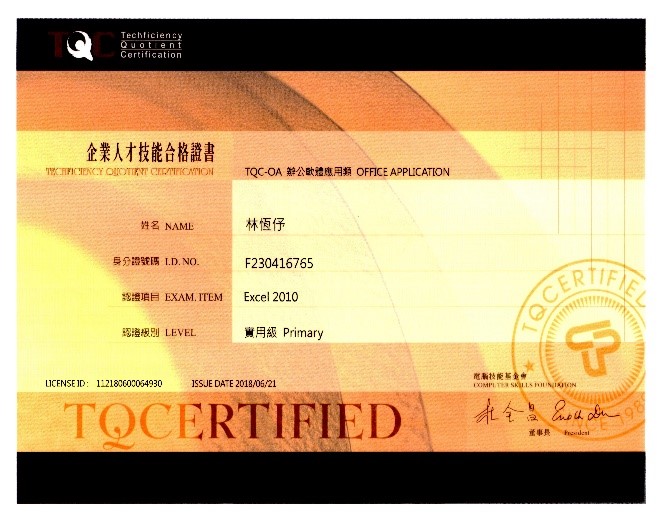 TQC Techficiency
Quotient
Certification
企業人才技能合格證書
TECHFICIENCY QUOTIENT CERTIFICATION
TQC-OA 辦公軟體應用類 OFFICE APPLICATION
姓名 NAME 林恆伃
身分證號碼 I.D. NO. F230416765
認證項目 EXAM. ITEM Excel 2010
認證級別 LEVEL 實用級 Primary
LICENSE ID: 112180600064930 ISSUE DATE 2018/06/21
TQCERTIFIED
TQCERTIFIED
SINCE 1989
電腦技能基金會
COMPUTER SKILLS FOUNDATION
董事長 President